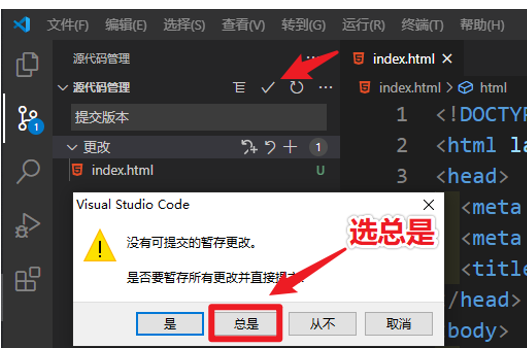 文件(F) 编辑(E) 选择(S) 查看(V) 转到(G) 运行(R) 终端(T) 帮助(H)
源代码管理
index.html
源代码管理
index.html > html
提交版本
1 <!DOCTYP
更改 1
2 <html la
index.html U
3 <head>
Visual Studio Code
<meta
没有可提交的暂存更改。
选总是
<meta
是否要暂存所有更改并直接提
<title
是 总是 从不 取消
/head>
body>
1